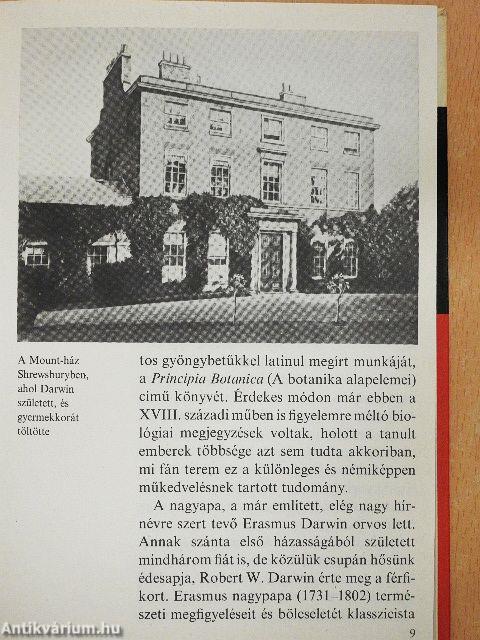 A Mount-ház
Shrewsburyben,
ahol Darwin
született, és
gyermekkorát
töltötte
tos gyöngybetűkkel latinul megírt munkáját,
a Principia Botanica (A botanika alapelemei)
című könyvét. Érdekes módon már ebben a
XVIII. századi műben is figyelemre méltó bio-
lógiai megjegyzések voltak, holott a tanult
emberek többsége azt sem tudta akkoriban,
mi fán terem ez a különleges és némiképpen
műkedvelésnek tartott tudomány.
A nagyapa, a már említett, elég nagy hír-
névre szert tevő Erasmus Darwin orvos lett.
Annak szánta első házasságából született
mindhárom fiát is, de közülük csupán hősünk
édesapja, Robert W. Darwin érte meg a férfi-
kort. Erasmus nagypapa (1731–1802) termé-
szeti megfigyeléseit és bölcseletét klasszicista
9
Antikvárium.hu